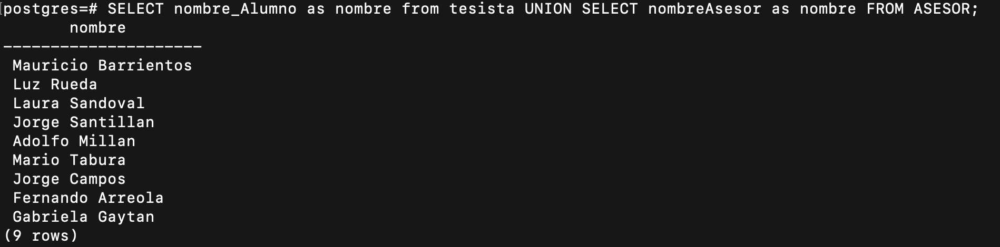 postgres=# SELECT nombre_Alumno as nombre from tesista UNION SELECT nombreAsesor as nombre FROM ASESOR;
nombre
---------------------
Mauricio Barrientos
Luz Rueda
Laura Sandoval
Jorge Santillan
Adolfo Millan
Mario Tabura
Jorge Campos
Fernando Arreola
Gabriela Gaytan
(9 rows)